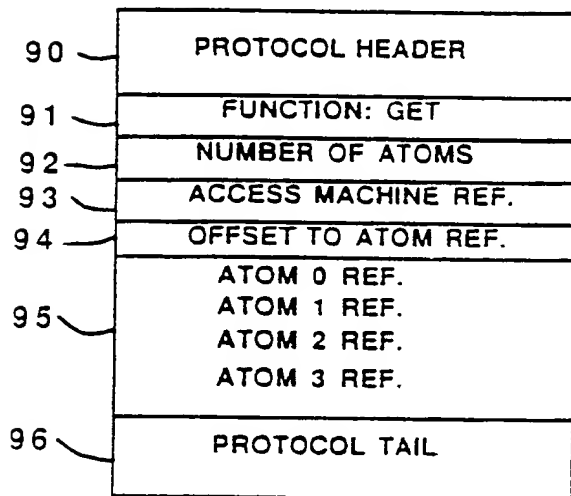 90 PROTOCOL HEADER
91 FUNCTION: GET
92 NUMBER OF ATOMS
93 ACCESS MACHINE REF.
94 OFFSET TO ATOM REF.
95 ATOM 0 REF.
ATOM 1 REF.
ATOM 2 REF.
ATOM 3 REF.
96 PROTOCOL TAIL